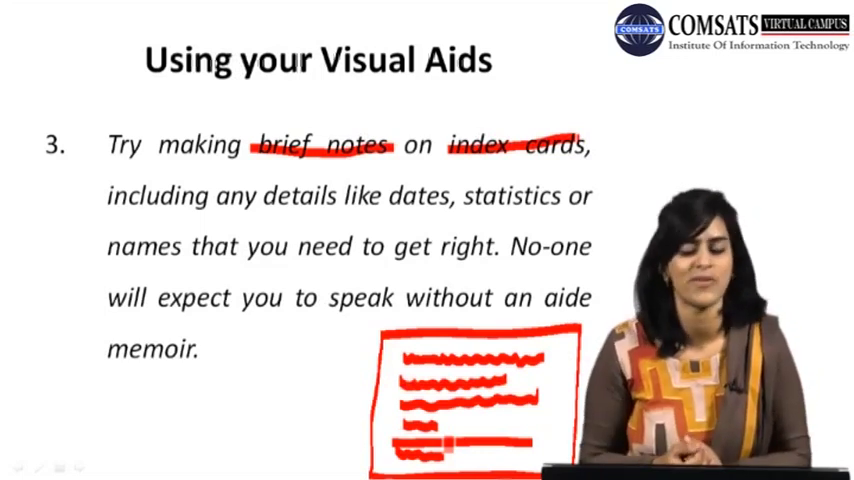 COMSATS
COMSATS VIRTUAL CAMPUS
Institute Of Information Technology
Using your Visual Aids
3. Try making brief notes on index cards,
including any details like dates, statistics or
names that you need to get right. No-one
will expect you to speak without an aide
memoir.